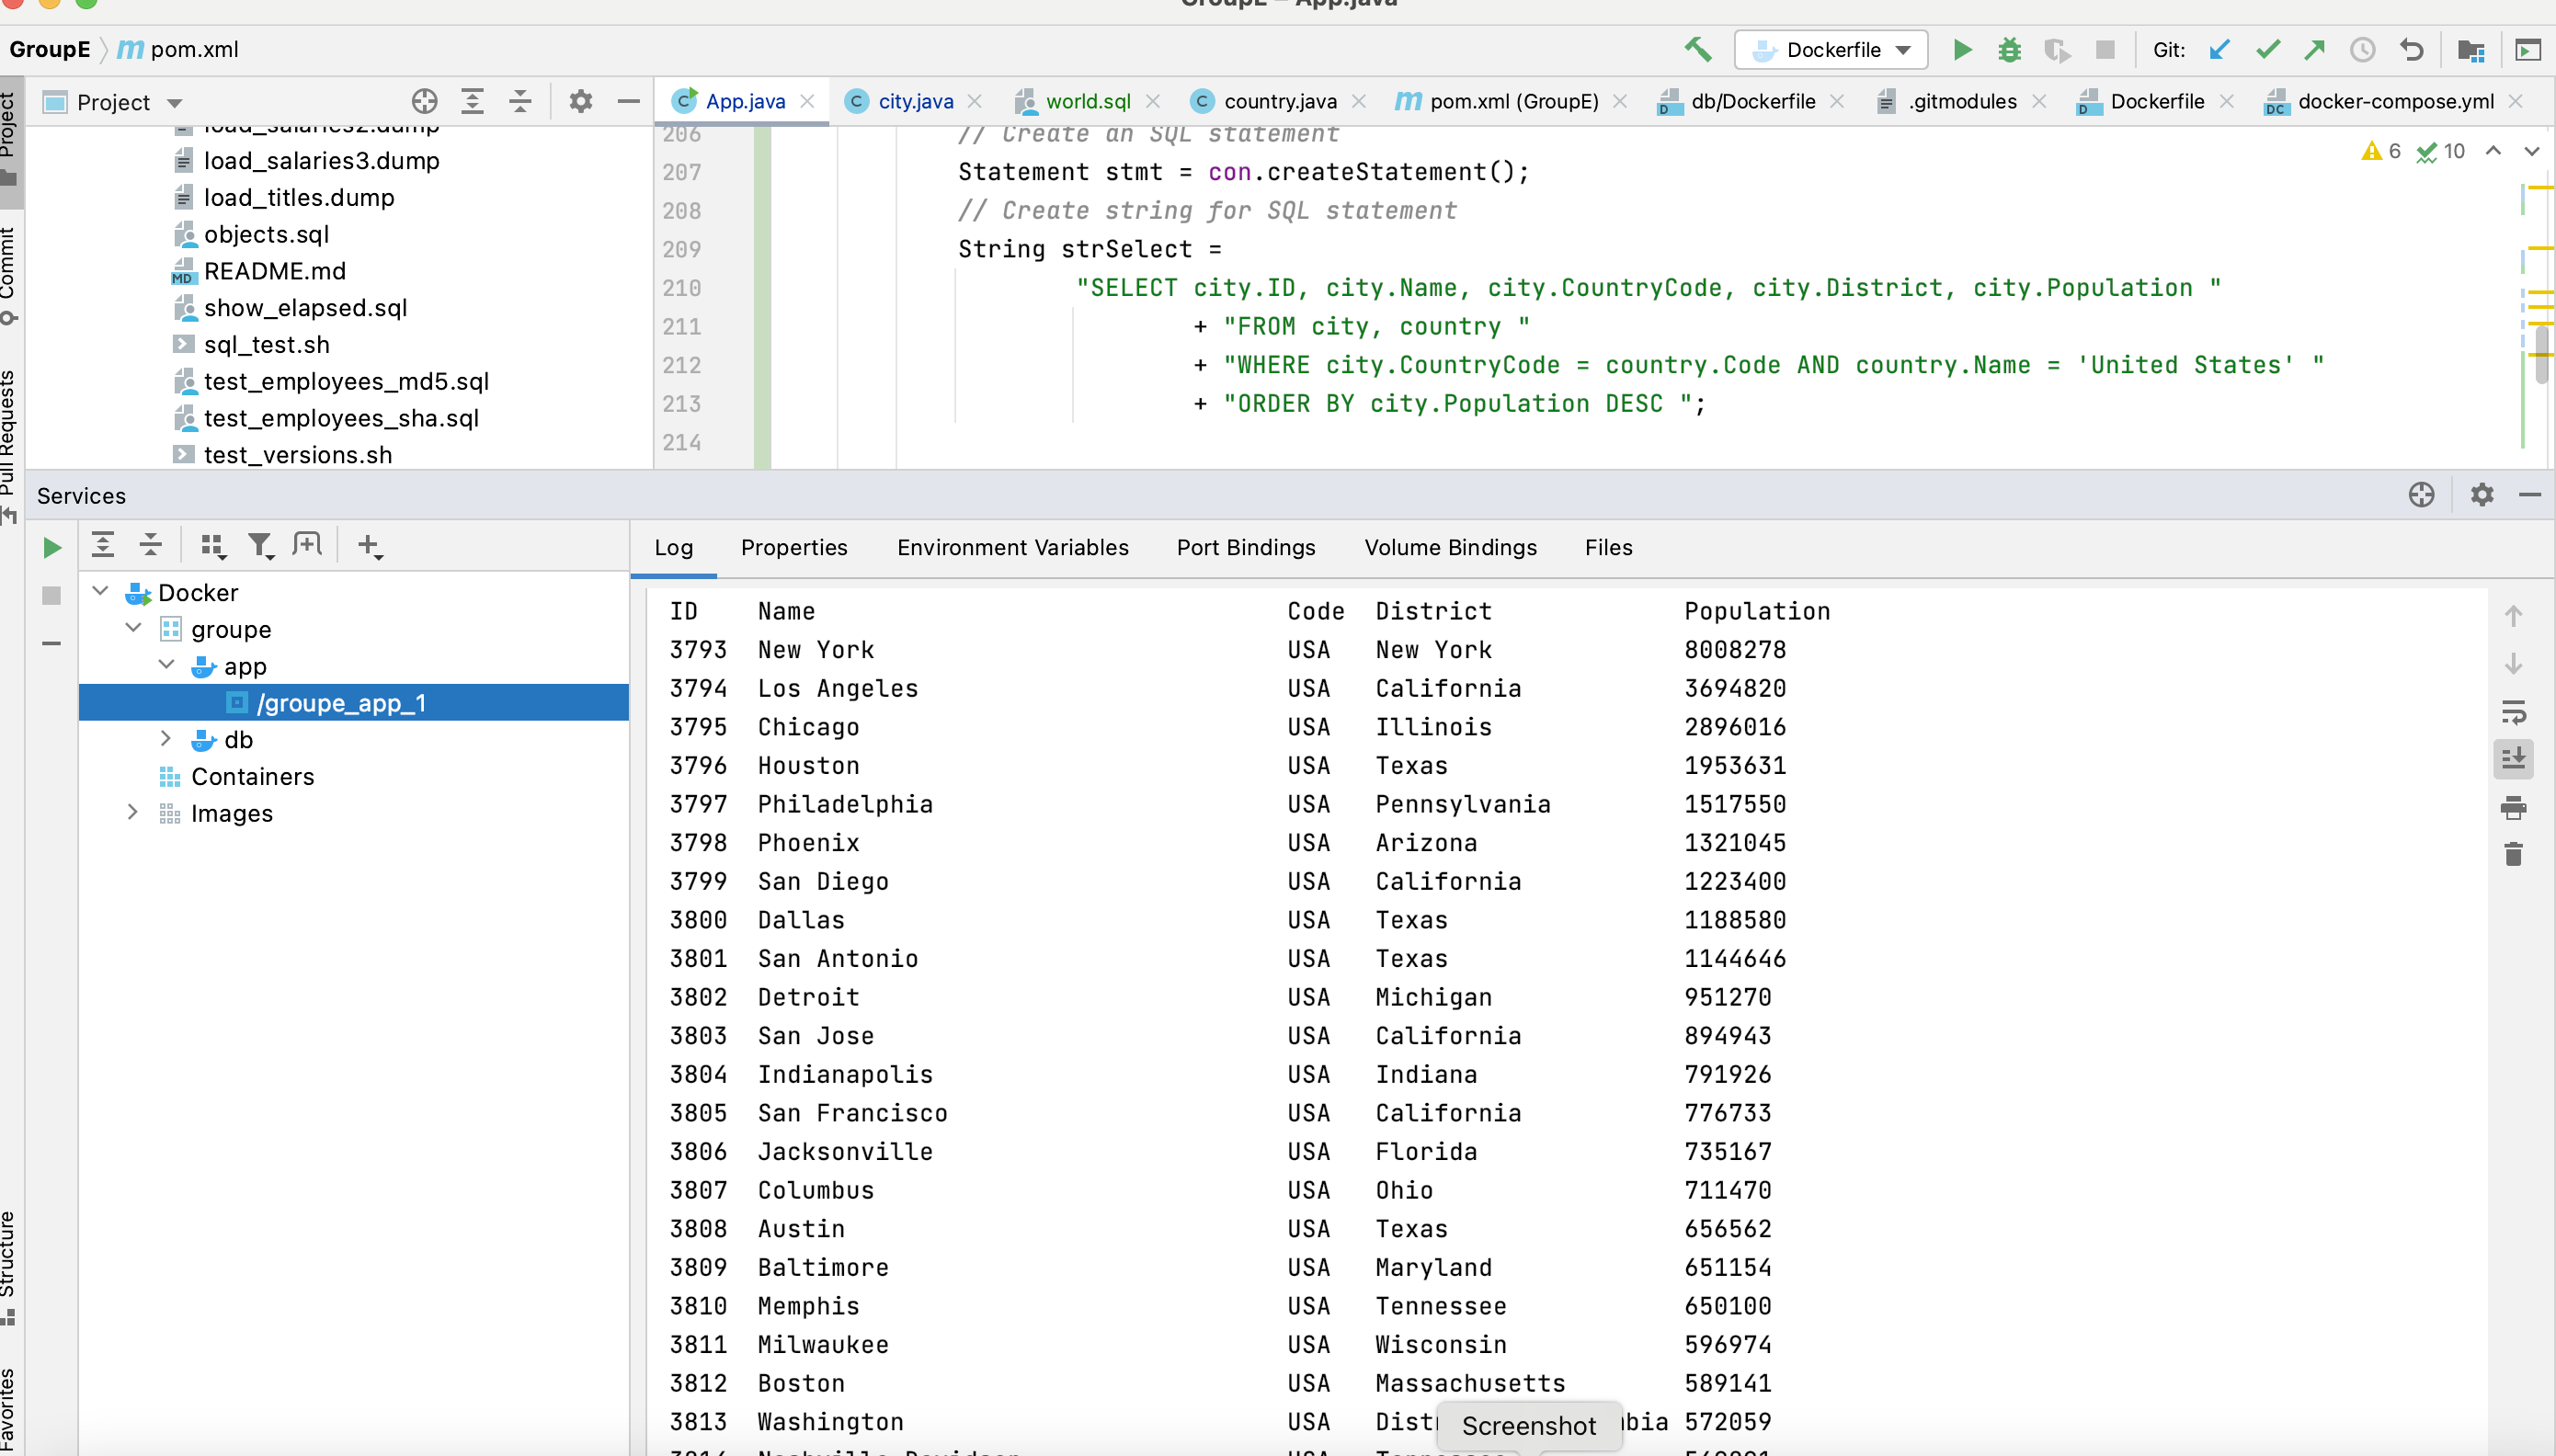 GroupE – App.java
GroupE pom.xml
Dockerfile
Git:
Project
Commit
Pull Requests
Structure
Favorites
Project
load_salaries2.dump
load_salaries3.dump
load_titles.dump
objects.sql
README.md
show_elapsed.sql
sql_test.sh
test_employees_md5.sql
test_employees_sha.sql
test_versions.sh
App.java city.java world.sql country.java pom.xml (GroupE) db/Dockerfile .gitmodules Dockerfile docker-compose.yml
6 10
206 // Create an SQL statement
207 Statement stmt = con.createStatement();
208 // Create string for SQL statement
209 String strSelect =
210 "SELECT city.ID, city.Name, city.CountryCode, city.District, city.Population "
211 + "FROM city, country "
212 + "WHERE city.CountryCode = country.Code AND country.Name = 'United States' "
213 + "ORDER BY city.Population DESC ";
214
Services
Docker
groupe
app
/groupe_app_1
db
Containers
Images
Log Properties Environment Variables Port Bindings Volume Bindings Files
ID Name Code District Population
3793 New York USA New York 8008278
3794 Los Angeles USA California 3694820
3795 Chicago USA Illinois 2896016
3796 Houston USA Texas 1953631
3797 Philadelphia USA Pennsylvania 1517550
3798 Phoenix USA Arizona 1321045
3799 San Diego USA California 1223400
3800 Dallas USA Texas 1188580
3801 San Antonio USA Texas 1144646
3802 Detroit USA Michigan 951270
3803 San Jose USA California 894943
3804 Indianapolis USA Indiana 791926
3805 San Francisco USA California 776733
3806 Jacksonville USA Florida 735167
3807 Columbus USA Ohio 711470
3808 Austin USA Texas 656562
3809 Baltimore USA Maryland 651154
3810 Memphis USA Tennessee 650100
3811 Milwaukee USA Wisconsin 596974
3812 Boston USA Massachusetts 589141
3813 Washington USA Dist bia 572059
Screenshot